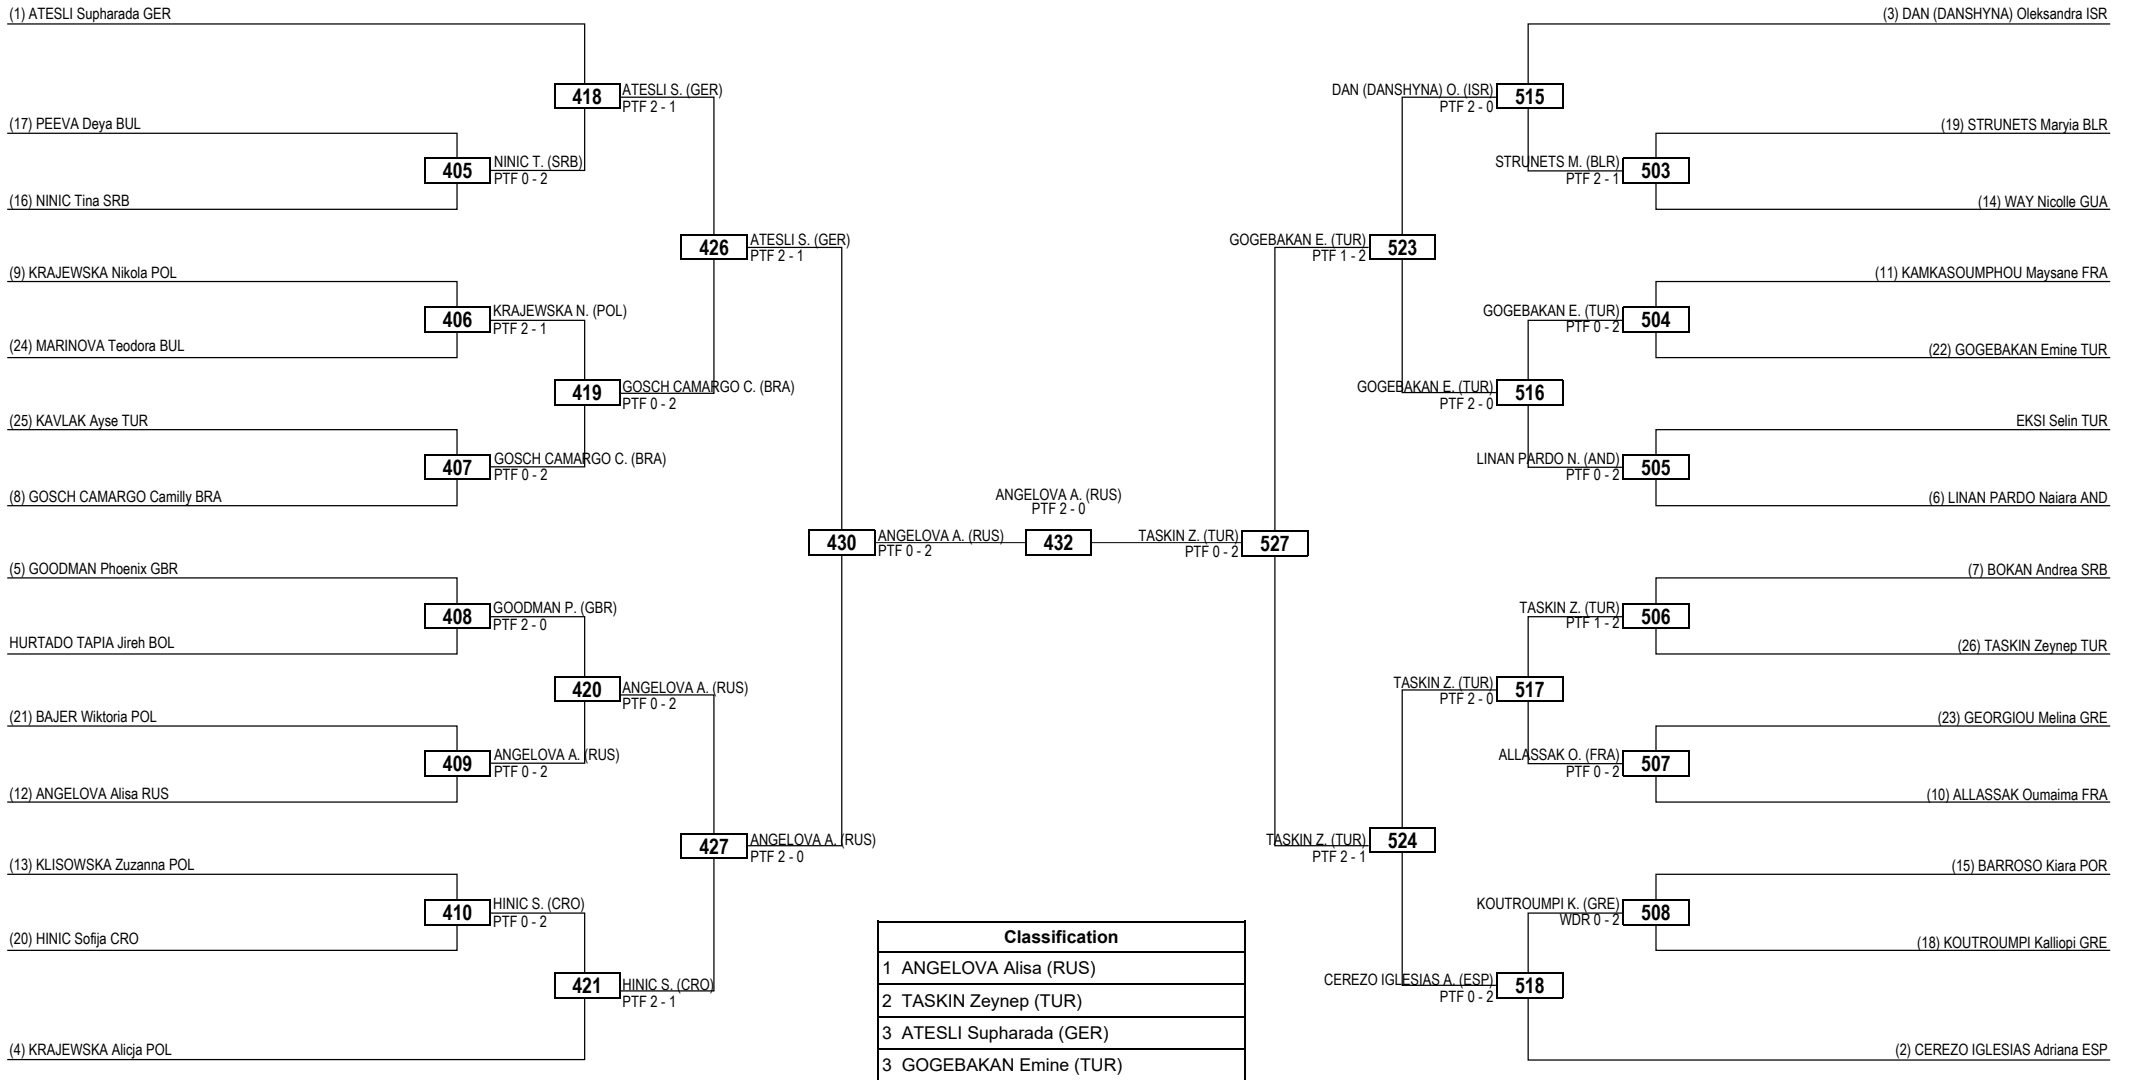 (1) ATESLI Supharada GER
(17) PEEVA Deya BUL
(16) NINIC Tina SRB
(9) KRAJEWSKA Nikola POL
(24) MARINOVA Teodora BUL
(25) KAVLAK Ayse TUR
(8) GOSCH CAMARGO Camilly BRA
(5) GOODMAN Phoenix GBR
HURTADO TAPIA Jireh BOL
(21) BAJER Wiktoria POL
(12) ANGELOVA Alisa RUS
(13) KLISOWSKA Zuzanna POL
(20) HINIC Sofija CRO
(4) KRAJEWSKA Alicja POL
405
NINIC T. (SRB)
PTF 0 - 2
406
KRAJEWSKA N. (POL)
PTF 2 - 1
407
GOSCH CAMARGO C. (BRA)
PTF 0 - 2
408
GOODMAN P. (GBR)
PTF 2 - 0
409
ANGELOVA A. (RUS)
PTF 0 - 2
410
HINIC S. (CRO)
PTF 0 - 2
418
ATESLI S. (GER)
PTF 2 - 1
419
GOSCH CAMARGO C. (BRA)
PTF 0 - 2
420
ANGELOVA A. (RUS)
PTF 0 - 2
421
HINIC S. (CRO)
PTF 2 - 1
426
ATESLI S. (GER)
PTF 2 - 1
427
ANGELOVA A. (RUS)
PTF 2 - 0
430
ANGELOVA A. (RUS)
PTF 0 - 2
ANGELOVA A. (RUS)
PTF 2 - 0
432
TASKIN Z. (TUR)
PTF 0 - 2
527
GOGEBAKAN E. (TUR)
PTF 1 - 2
523
TASKIN Z. (TUR)
PTF 2 - 1
524
DAN (DANSHYNA) O. (ISR)
PTF 2 - 0
515
GOGEBAKAN E. (TUR)
PTF 2 - 0
516
TASKIN Z. (TUR)
PTF 2 - 0
517
CEREZO IGLESIAS A. (ESP)
PTF 0 - 2
518
STRUNETS M. (BLR)
PTF 2 - 1
503
GOGEBAKAN E. (TUR)
PTF 0 - 2
504
LINAN PARDO N. (AND)
PTF 0 - 2
505
TASKIN Z. (TUR)
PTF 1 - 2
506
ALLASSAK O. (FRA)
PTF 0 - 2
507
KOUTROUMPI K. (GRE)
WDR 0 - 2
508
(3) DAN (DANSHYNA) Oleksandra ISR
(19) STRUNETS Maryia BLR
(14) WAY Nicolle GUA
(11) KAMKASOUMPHOU Maysane FRA
(22) GOGEBAKAN Emine TUR
EKSI Selin TUR
(6) LINAN PARDO Naiara AND
(7) BOKAN Andrea SRB
(26) TASKIN Zeynep TUR
(23) GEORGIOU Melina GRE
(10) ALLASSAK Oumaima FRA
(15) BARROSO Kiara POR
(18) KOUTROUMPI Kalliopi GRE
(2) CEREZO IGLESIAS Adriana ESP
Classification
1 ANGELOVA Alisa (RUS)
2 TASKIN Zeynep (TUR)
3 ATESLI Supharada (GER)
3 GOGEBAKAN Emine (TUR)